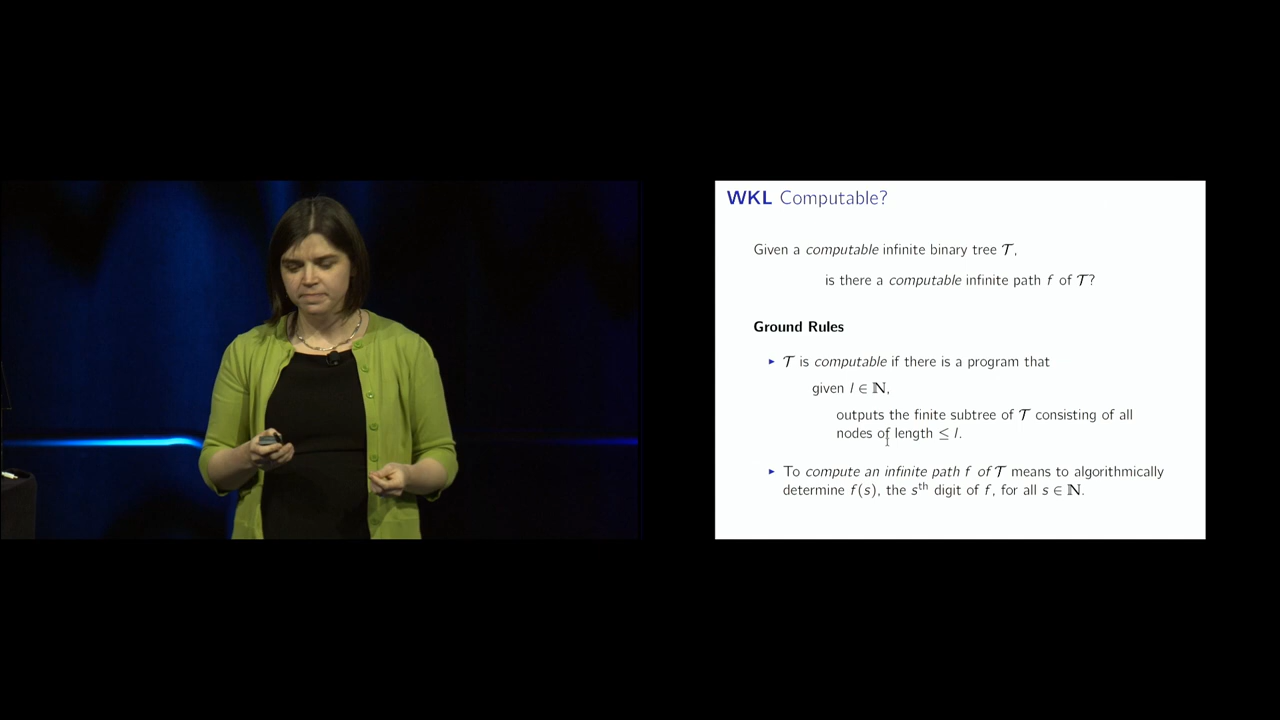 WKL Computable?
Given a computable infinite binary tree 𝒯,
is there a computable infinite path f of 𝒯?
Ground Rules
▸ 𝒯 is computable if there is a program that
given l ∈ ℕ,
outputs the finite subtree of 𝒯 consisting of all
nodes of length ≤ l.
▸ To compute an infinite path f of 𝒯 means to algorithmically
determine f(s), the sᵗʰ digit of f, for all s ∈ ℕ.